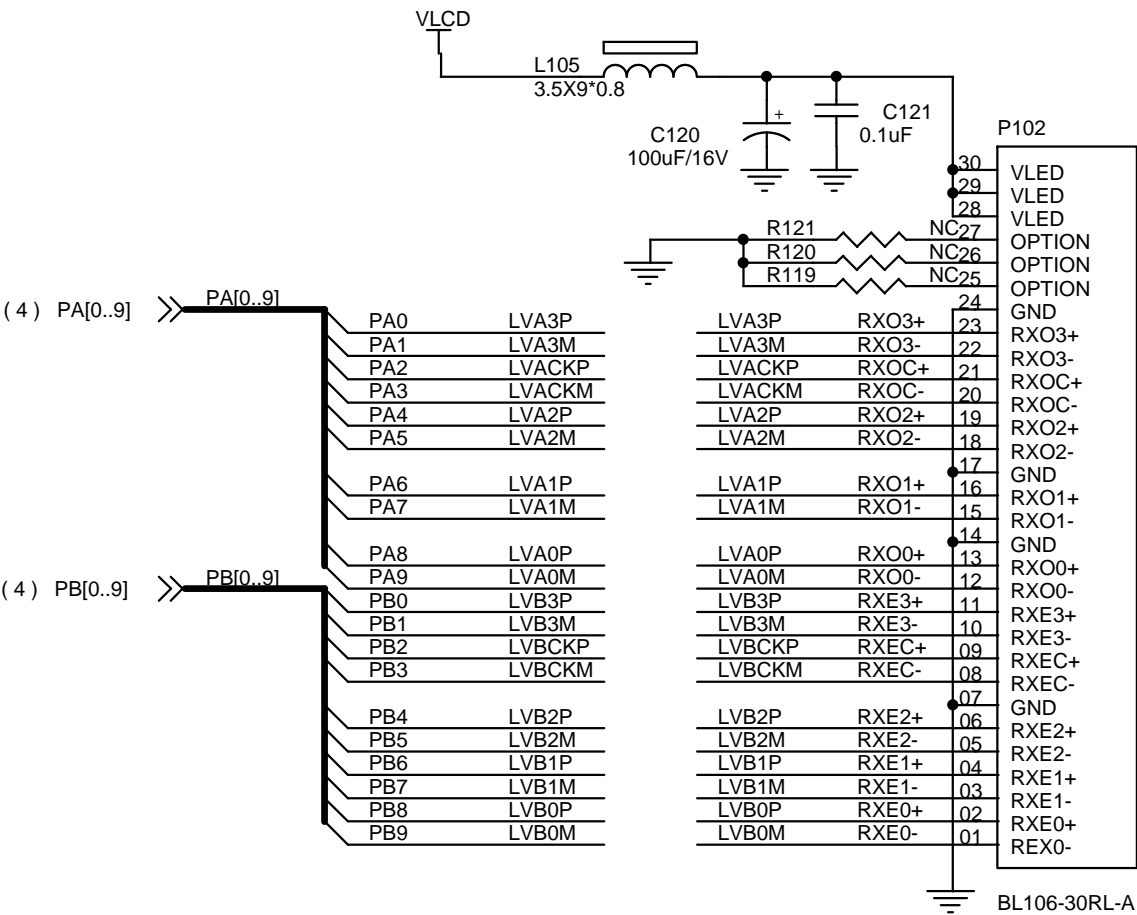 VLCD
L105
3.5X9*0.8
C120
100uF/16V
+
C121
0.1uF
P102
30 VLED
29 VLED
28 VLED
R121 NC 27 OPTION
R120 NC 26 OPTION
R119 NC 25 OPTION
24 GND
( 4 ) PA[0..9] PA[0..9]
PA0 LVA3P LVA3P RXO3+ 23 RXO3+
PA1 LVA3M LVA3M RXO3- 22 RXO3-
PA2 LVACKP LVACKP RXOC+ 21 RXOC+
PA3 LVACKM LVACKM RXOC- 20 RXOC-
PA4 LVA2P LVA2P RXO2+ 19 RXO2+
PA5 LVA2M LVA2M RXO2- 18 RXO2-
17 GND
PA6 LVA1P LVA1P RXO1+ 16 RXO1+
PA7 LVA1M LVA1M RXO1- 15 RXO1-
14 GND
PA8 LVA0P LVA0P RXO0+ 13 RXO0+
PA9 LVA0M LVA0M RXO0- 12 RXO0-
( 4 ) PB[0..9] PB[0..9]
PB0 LVB3P LVB3P RXE3+ 11 RXE3+
PB1 LVB3M LVB3M RXE3- 10 RXE3-
PB2 LVBCKP LVBCKP RXEC+ 09 RXEC+
PB3 LVBCKM LVBCKM RXEC- 08 RXEC-
07 GND
PB4 LVB2P LVB2P RXE2+ 06 RXE2+
PB5 LVB2M LVB2M RXE2- 05 RXE2-
PB6 LVB1P LVB1P RXE1+ 04 RXE1+
PB7 LVB1M LVB1M RXE1- 03 RXE1-
PB8 LVB0P LVB0P RXE0+ 02 RXE0+
PB9 LVB0M LVB0M RXE0- 01 REX0-
BL106-30RL-A